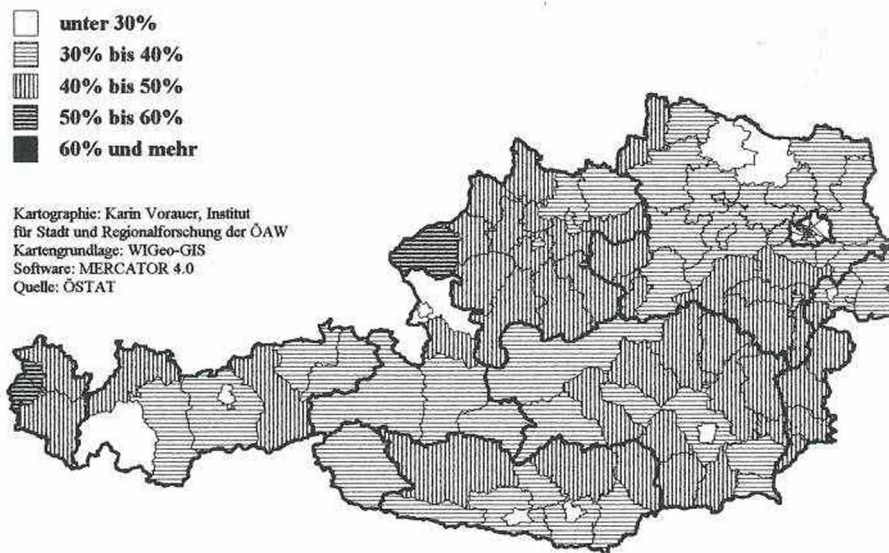 unter 30%
30% bis 40%
40% bis 50%
50% bis 60%
60% und mehr
Kartographie: Karin Vorauer, Institut
für Stadt und Regionalforschung der ÖAW
Kartengrundlage: WIGeo-GIS
Software: MERCATOR 4.0
Quelle: ÖSTAT